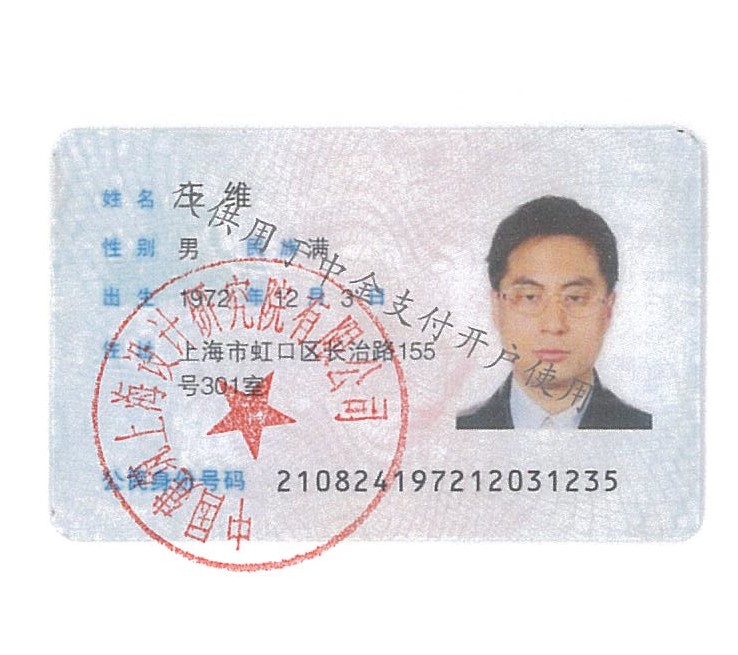 姓名 维
性别 男 民族 满
出生 1972 年 12 月 3 日
住址 上海市虹口区长治路155
号301室
公民身份号码 210824197212031235
仅供用于中金支付开户使用
中国建筑上海设计研究院有限公司